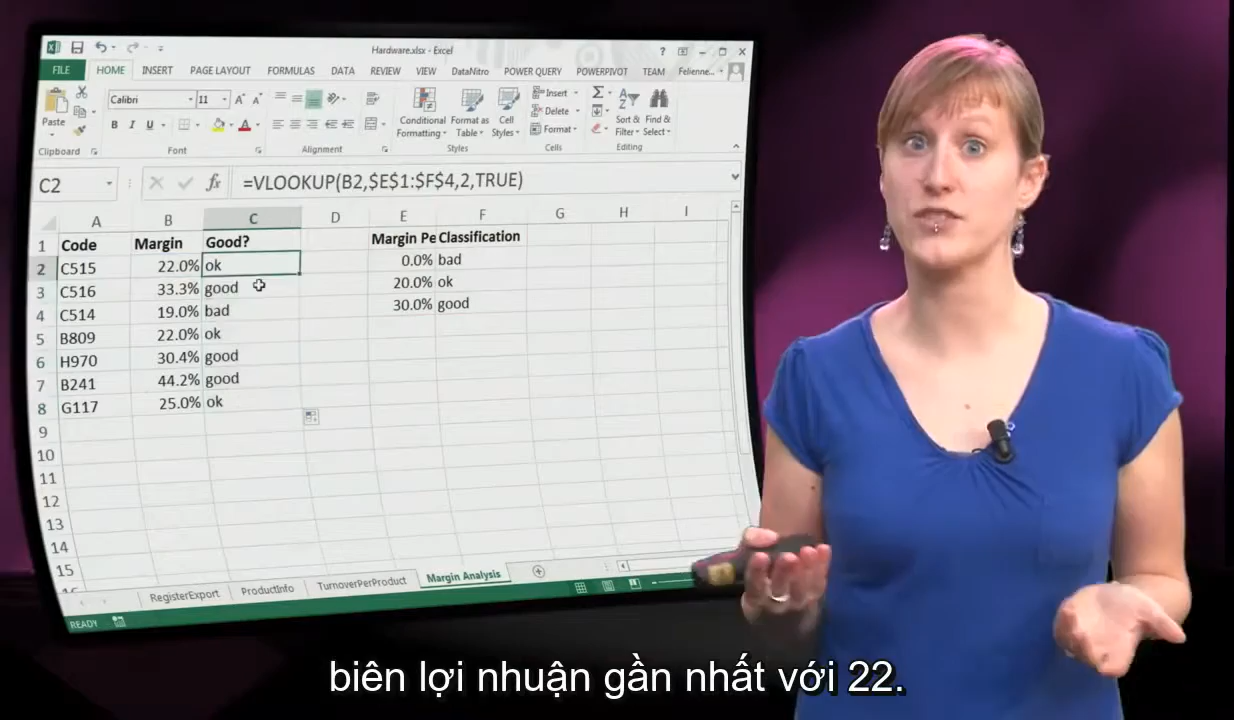 Hardware.xlsx - Excel
FILE HOME INSERT PAGE LAYOUT FORMULAS DATA REVIEW VIEW DataNitro POWER QUERY POWERPIVOT TEAM Felienne...
Calibri 11
Paste
B I U
Conditional Formatting
Format as Table
Cell Styles
Insert
Delete
Format
Sort & Filter
Find & Select
Clipboard Font Alignment Styles Cells Editing
C2 fx =VLOOKUP(B2,$E$1:$F$4,2,TRUE)
A B C D E F G H I
1 Code Margin Good? Margin Pe Classification
2 C515 22.0% ok 0.0% bad
3 C516 33.3% good 20.0% ok
4 C514 19.0% bad 30.0% good
5 B809 22.0% ok
6 H970 30.4% good
7 B241 44.2% good
8 G117 25.0% ok
9
10
11
12
13
14
15
RegisterExport ProductInfo TurnoverPerProduct Margin Analysis
READY
biên lợi nhuận gần nhất với 22.